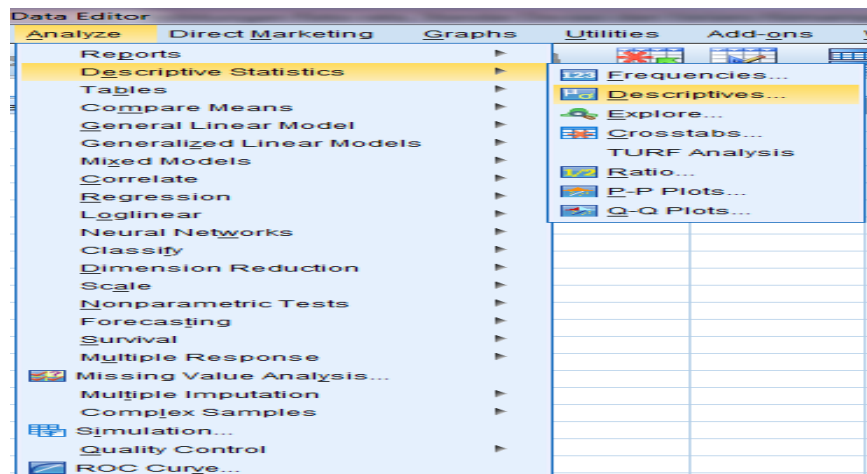 Data Editor
Analyze Direct Marketing Graphs Utilities Add-ons
Reports
Descriptive Statistics
Tables
Compare Means
General Linear Model
Generalized Linear Models
Mixed Models
Correlate
Regression
Loglinear
Neural Networks
Classify
Dimension Reduction
Scale
Nonparametric Tests
Forecasting
Survival
Multiple Response
Missing Value Analysis...
Multiple Imputation
Complex Samples
Simulation...
Quality Control
ROC Curve...
Frequencies...
Descriptives...
Explore...
Crosstabs...
TURF Analysis
Ratio...
P-P Plots...
Q-Q Plots...